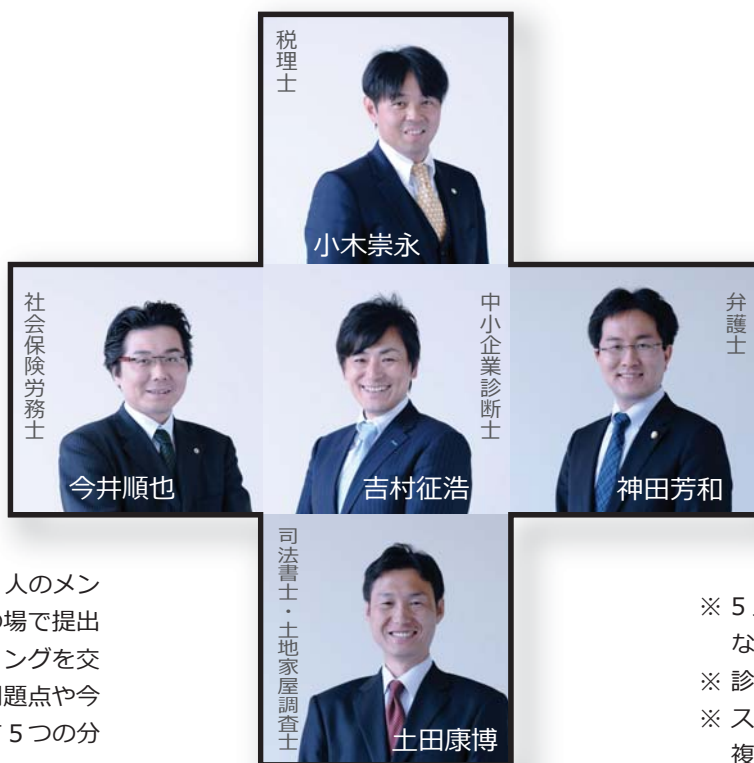 税理士
小木崇永
社会保険労務士
今井順也
中小企業診断士
吉村征浩
弁護士
神田芳和
司法書士・土地家屋調査士
土田康博
人のメン
場で提出
ングを交
題点や今
５つの分
※ ５
な
※ 診
※ ス
複